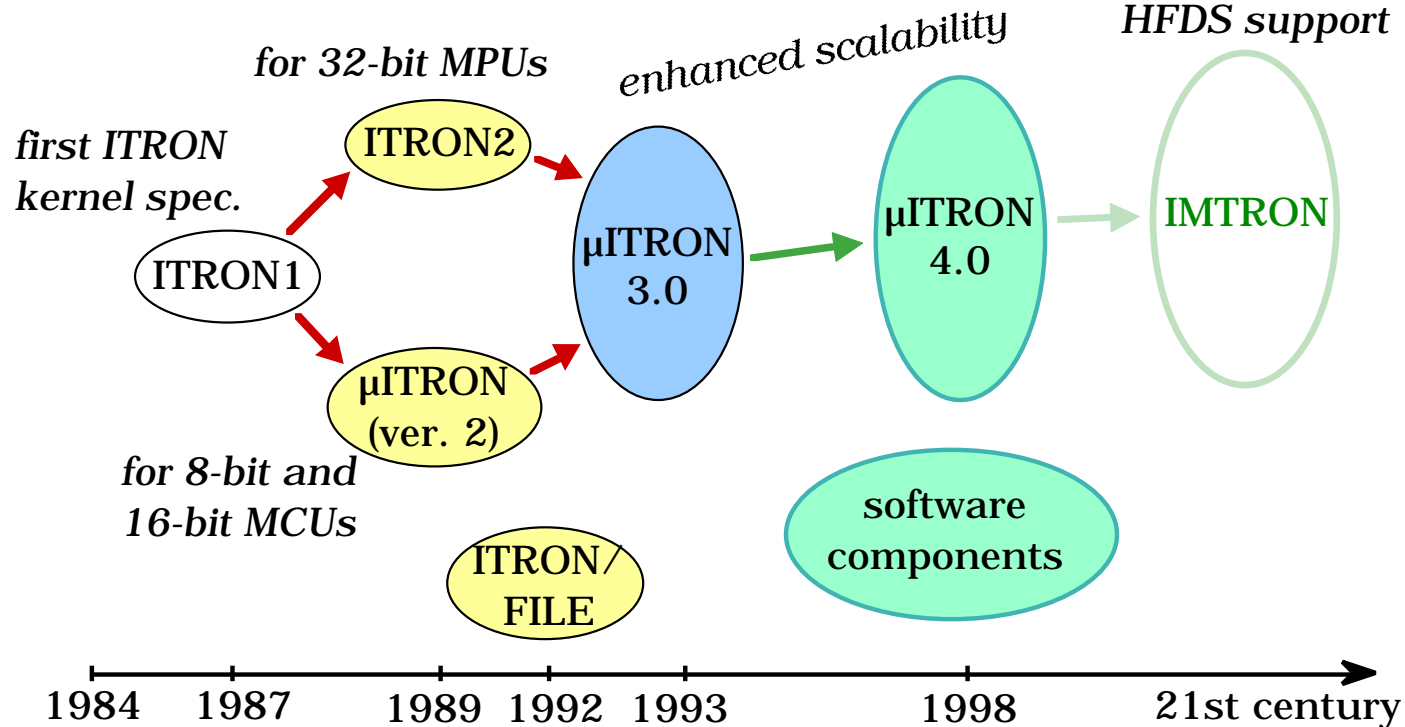 HFDS support
enhanced scalability
for 32-bit MPUs
first ITRON
kernel spec.
ITRON2
ITRON1
µITRON
3.0
µITRON
4.0
IMTRON
µITRON
(ver. 2)
for 8-bit and
16-bit MCUs
ITRON/
FILE
software
components
1984
1987
1989
1992
1993
1998
21st century